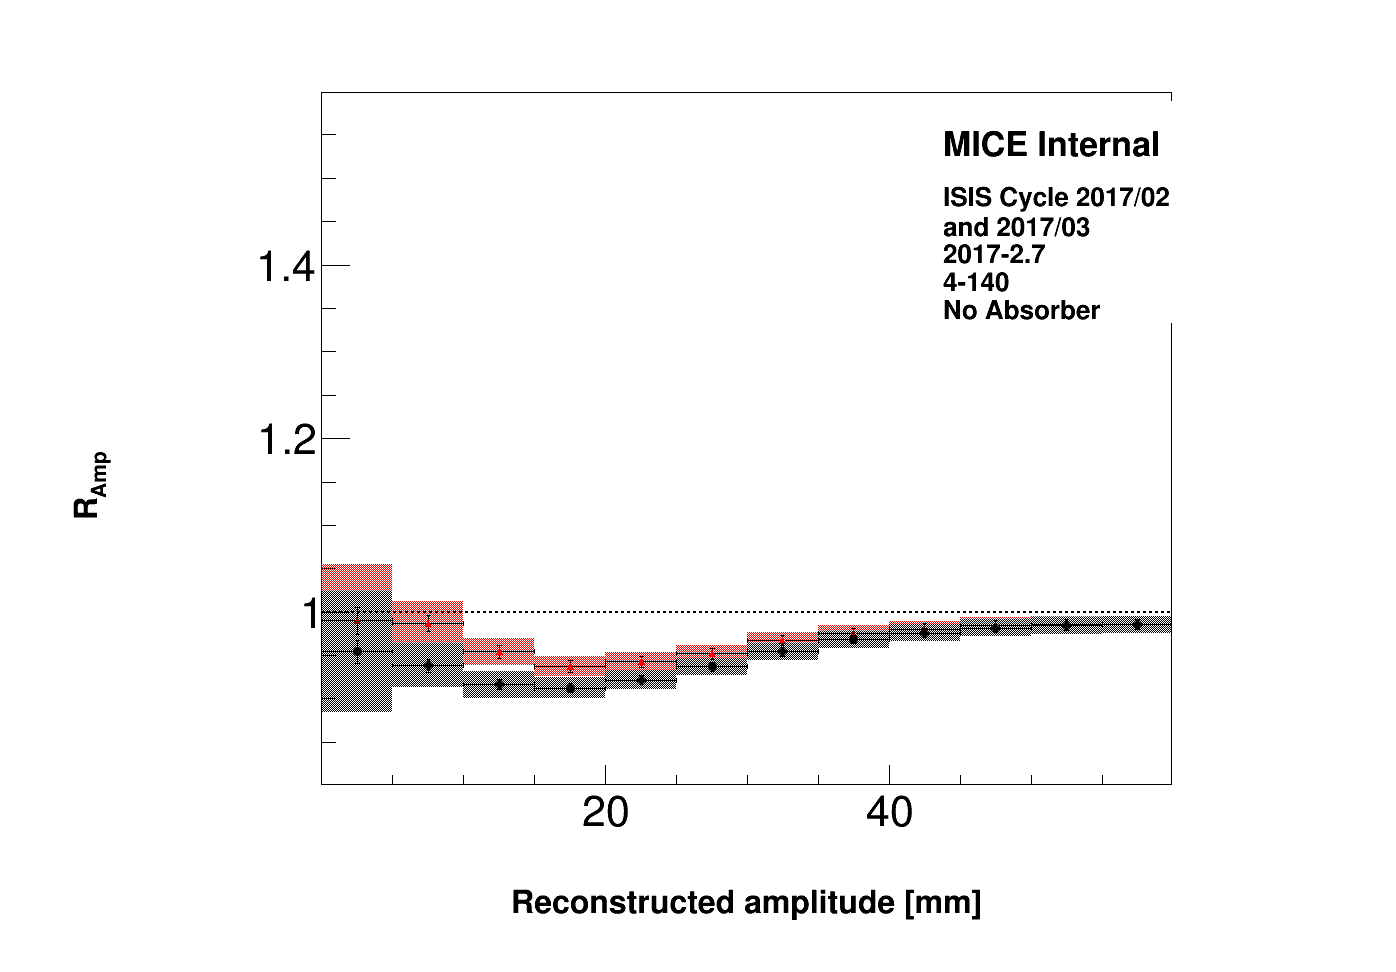 MICE Internal
ISIS Cycle 2017/02
and 2017/03
2017-2.7
4-140
No Absorber
1.4
1.2
1
R_Amp
20 40
Reconstructed amplitude [mm]